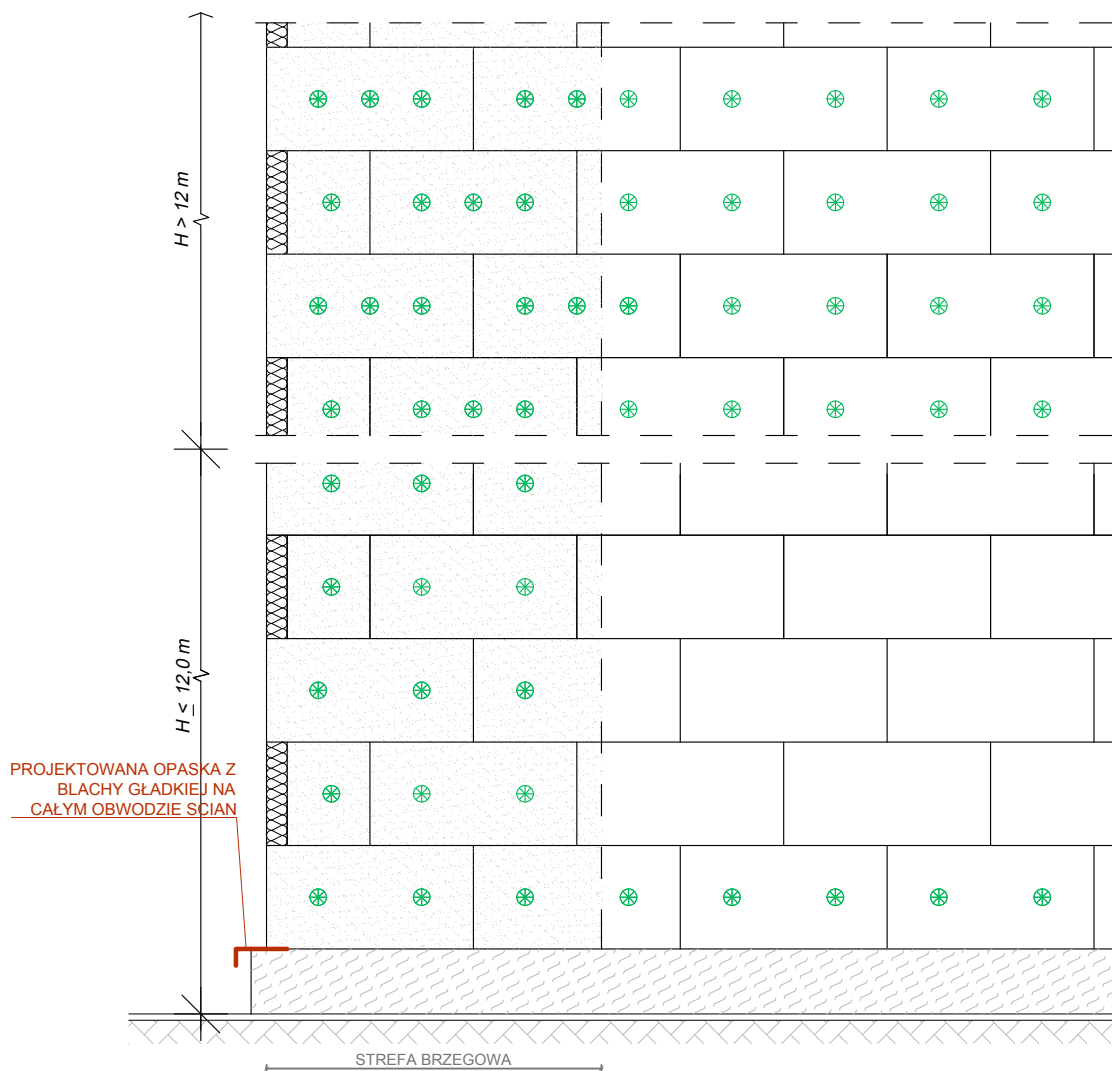 H > 12 m
H ≤ 12,0 m
PROJEKTOWANA OPASKA Z
BLACHY GŁADKIEJ NA
CAŁYM OBWODZIE SCIAN
STREFA BRZEGOWA